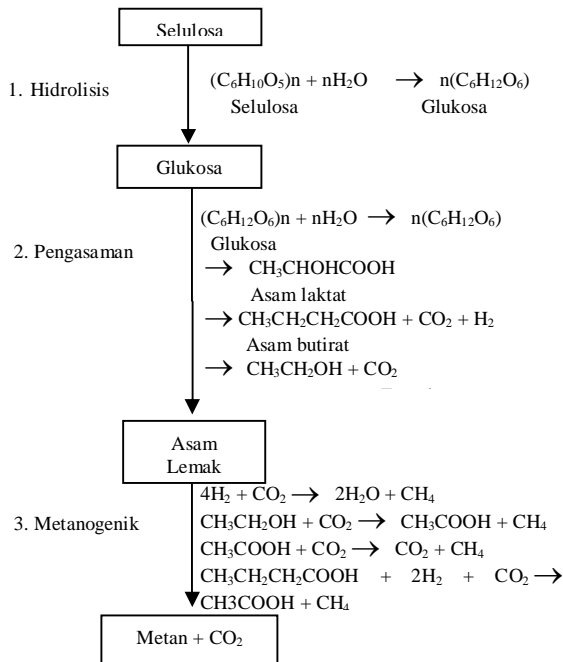 Selulosa
1. Hidrolisis
(C₆H₁₀O₅)n + nH₂O → n(C₆H₁₂O₆)
Selulosa Glukosa
Glukosa
2. Pengasaman
(C₆H₁₂O₆)n + nH₂O → n(C₆H₁₂O₆)
Glukosa
→ CH₃CHOHCOOH
Asam laktat
→ CH₃CH₂CH₂COOH + CO₂ + H₂
Asam butirat
→ CH₃CH₂OH + CO₂
Asam
Lemak
3. Metanogenik
4H₂ + CO₂ → 2H₂O + CH₄
CH₃CH₂OH + CO₂ → CH₃COOH + CH₄
CH₃COOH + CO₂ → CO₂ + CH₄
CH₃CH₂CH₂COOH + 2H₂ + CO₂ →
CH3COOH + CH₄
Metan + CO₂